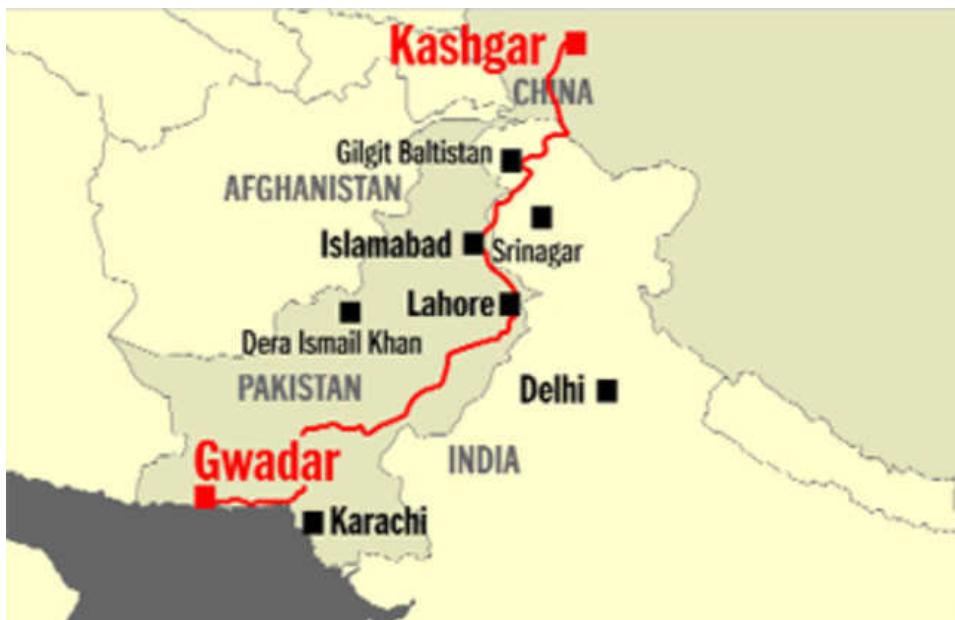 Kashgar
CHINA
Gilgit Baltistan
AFGHANISTAN
Islamabad
Srinagar
Lahore
Dera Ismail Khan
PAKISTAN
Delhi
Gwadar
INDIA
Karachi